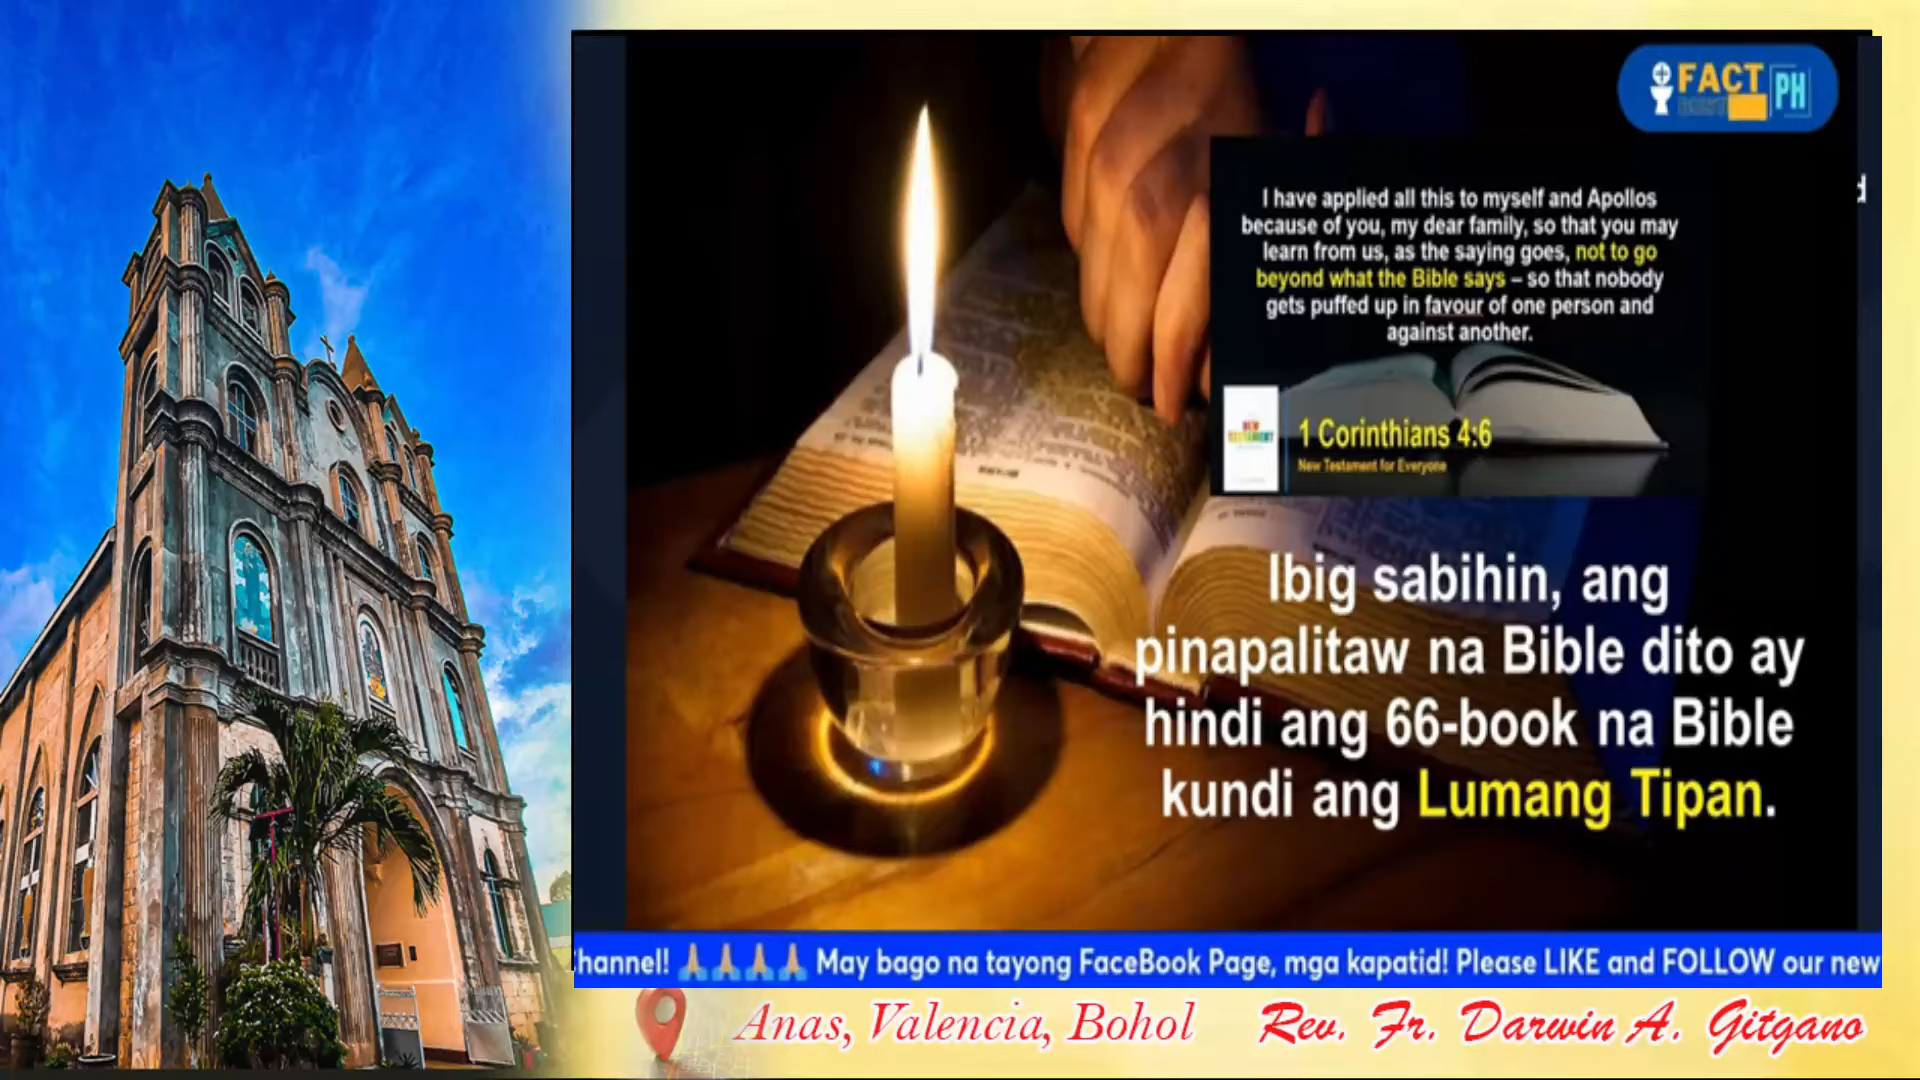 FACT
PH
d
I have applied all this to myself and Apollos
because of you, my dear family, so that you may
learn from us, as the saying goes, not to go
beyond what the Bible says – so that nobody
gets puffed up in favour of one person and
against another.
NEW
TESTAMENT
1 Corinthians 4:6
New Testament for Everyone
Ibig sabihin, ang
pinapalitaw na Bible dito ay
hindi ang 66-book na Bible
kundi ang Lumang Tipan.
hannel! 🙏🙏🙏🙏 May bago na tayong FaceBook Page, mga kapatid! Please LIKE and FOLLOW our new
Anas, Valencia, Bohol Rev. Fr. Darwin A. Gitgano